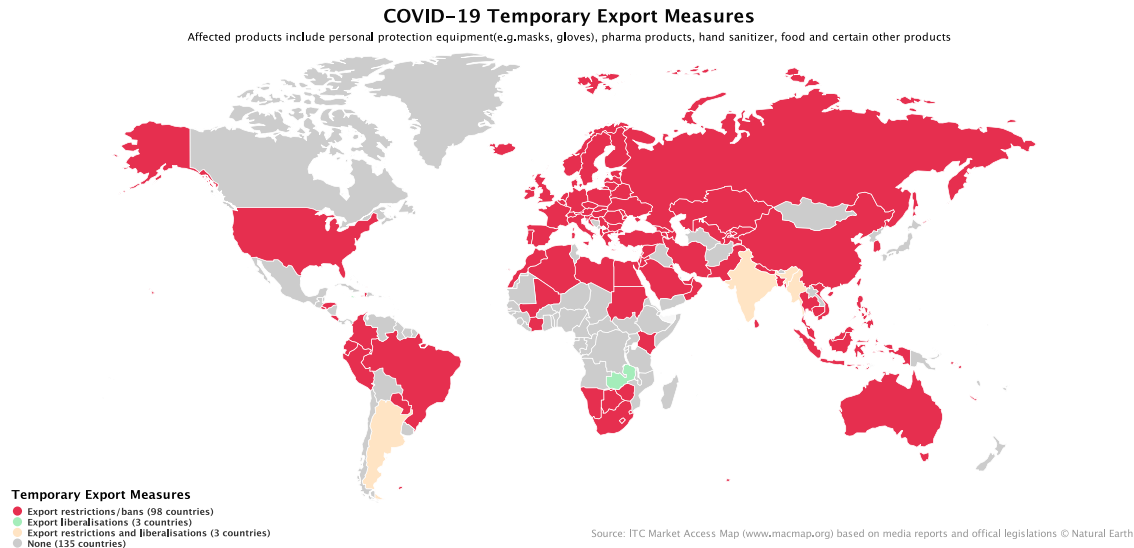 COVID-19 Temporary Export Measures
Affected products include personal protection equipment(e.g.masks, gloves), pharma products, hand sanitizer, food and certain other products
Temporary Export Measures
Export restrictions/bans (98 countries)
Export liberalisations (3 countries)
Export restrictions and liberalisations (3 countries)
None (135 countries)
Source: ITC Market Access Map (www.macmap.org) based on media reports and offical legislations © Natural Earth